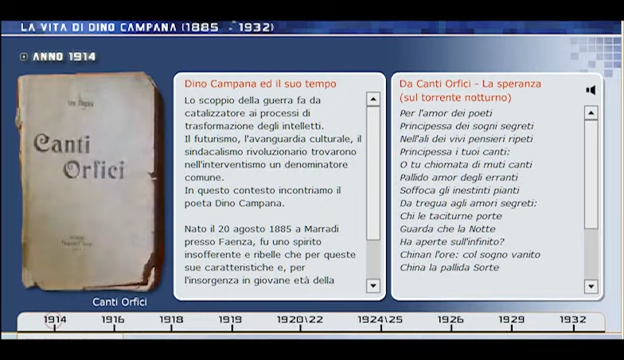 LA VITA DI DINO CAMPANA (1885 - 1932)
ANNO 1914
Canti
Orfici
Canti Orfici
Dino Campana ed il suo tempo
Lo scoppio della guerra fa da
catalizzatore ai processi di
trasformazione degli intelletti.
Il futurismo, l'avanguardia culturale, il
sindacalismo rivoluzionario trovarono
nell'interventismo un denominatore
comune.
In questo contesto incontriamo il
poeta Dino Campana.
Nato il 20 agosto 1885 a Marradi
presso Faenza, fu uno spirito
insofferente e ribelle che per queste
sue caratteristiche e, per
l'insorgenza in giovane età della
Da Canti Orfici - La speranza
(sul torrente notturno)
Per l'amor dei poeti
Principessa dei sogni segreti
Nell'ali dei vivi pensieri ripeti
Principessa i tuoi canti:
O tu chiomata di muti canti
Pallido amor degli erranti
Soffoca gli inestinti pianti
Da tregua agli amori segreti:
Chi le taciturne porte
Guarda che la Notte
Ha aperte sull'infinito?
Chinan l'ore: col sogno vanito
China la pallida Sorte
1914 1916 1918 1919 1920\22 1924\25 1926 1928 1932